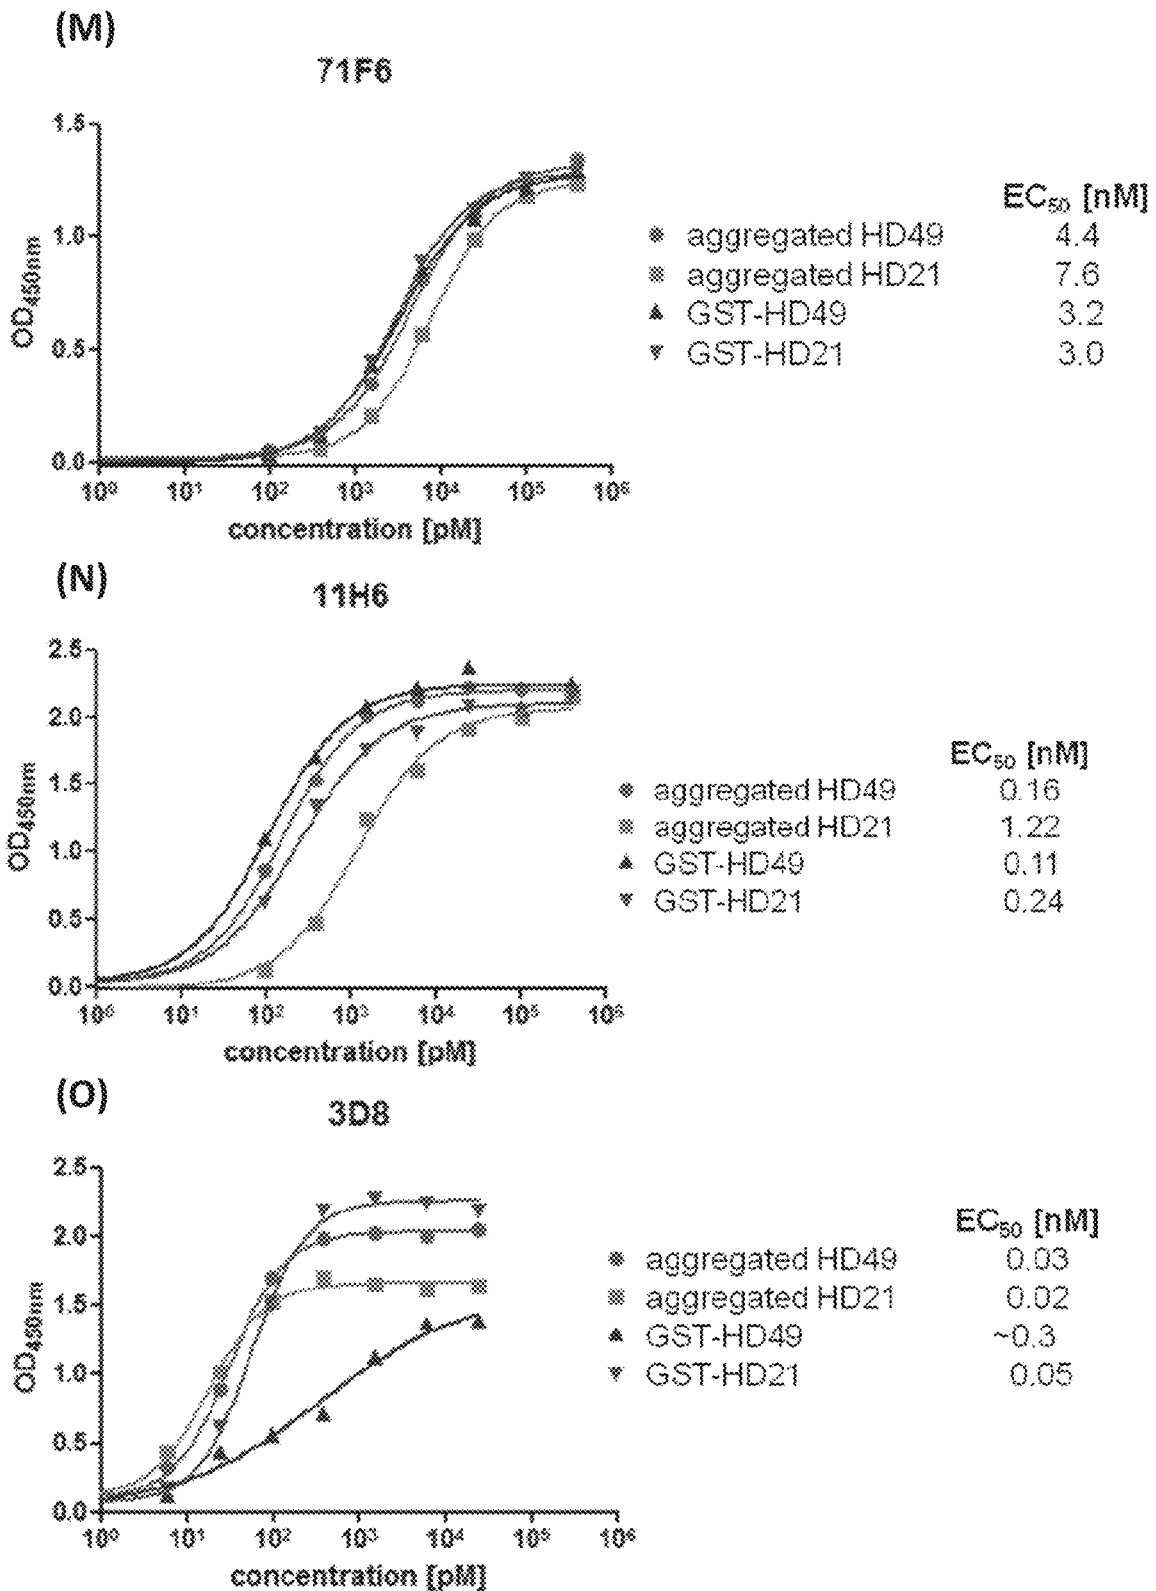 (M)
71F6
1.5
1.0
0.5
0.0
OD450nm
10⁰ 10¹ 10² 10³ 10⁴ 10⁵ 10⁶
concentration [pM]
EC50 [nM]
aggregated HD49 4.4
aggregated HD21 7.6
GST-HD49 3.2
GST-HD21 3.0
(N)
11H6
2.5
2.0
1.5
1.0
0.5
0.0
OD450nm
10⁰ 10¹ 10² 10³ 10⁴ 10⁵ 10⁶
concentration [pM]
EC50 [nM]
aggregated HD49 0.16
aggregated HD21 1.22
GST-HD49 0.11
GST-HD21 0.24
(O)
3D8
2.5
2.0
1.5
1.0
0.5
0.0
OD450nm
10⁰ 10¹ 10² 10³ 10⁴ 10⁵ 10⁶
concentration [pM]
EC50 [nM]
aggregated HD49 0.03
aggregated HD21 0.02
GST-HD49 ~0.3
GST-HD21 0.05